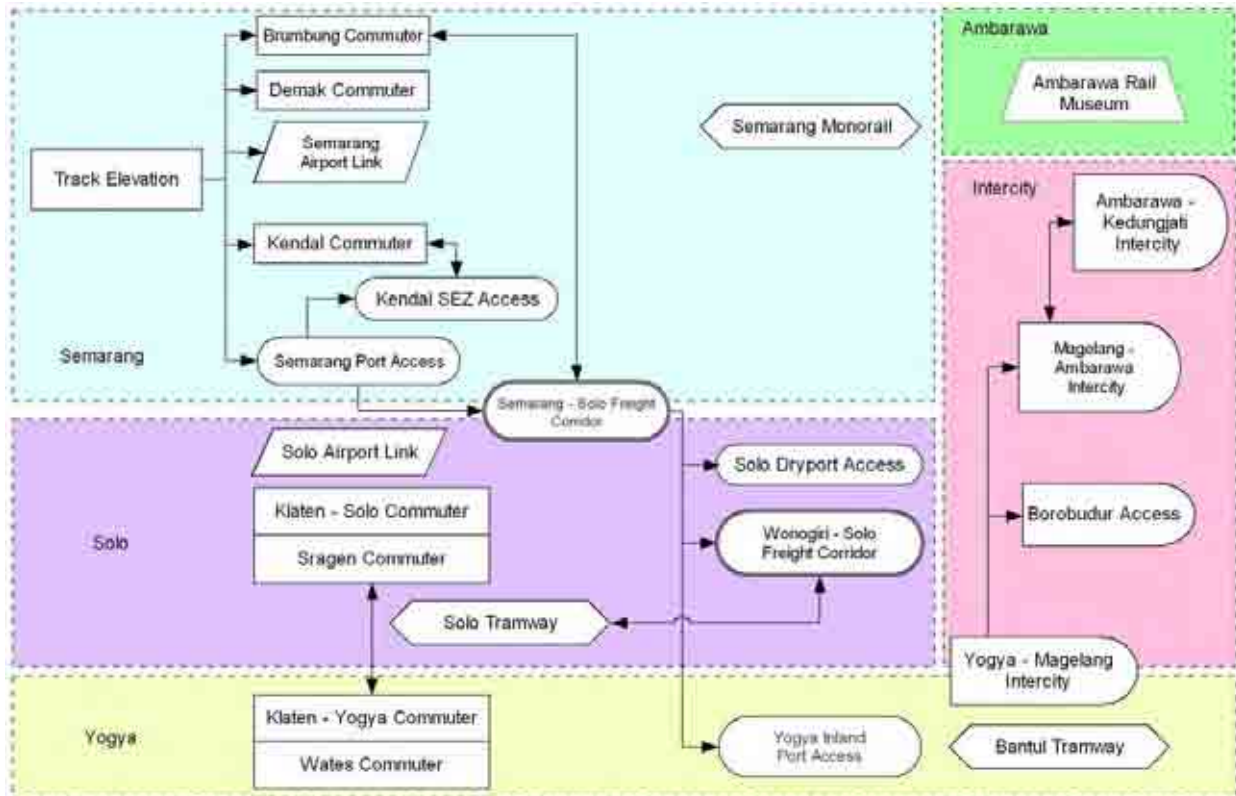 Brumbung Commuter
Demak Commuter
Semarang
Airport Link
Track Elevation
Kendal Commuter
Kendal SEZ Access
Semarang Port Access
Semarang
Semarang Monorail
Semarang - Solo Freight
Corridor
Ambarawa
Ambarawa Rail
Museum
Intercity
Ambarawa -
Kedungjati
Intercity
Magelang -
Ambarawa
Intercity
Borobudur Access
Yogya - Magelang
Intercity
Solo Airport Link
Klaten - Solo Commuter
Sragen Commuter
Solo
Solo Tramway
Solo Dryport Access
Wonogiri - Solo
Freight Corridor
Klaten - Yogya Commuter
Wates Commuter
Yogya
Yogya Inland
Port Access
Bantul Tramway